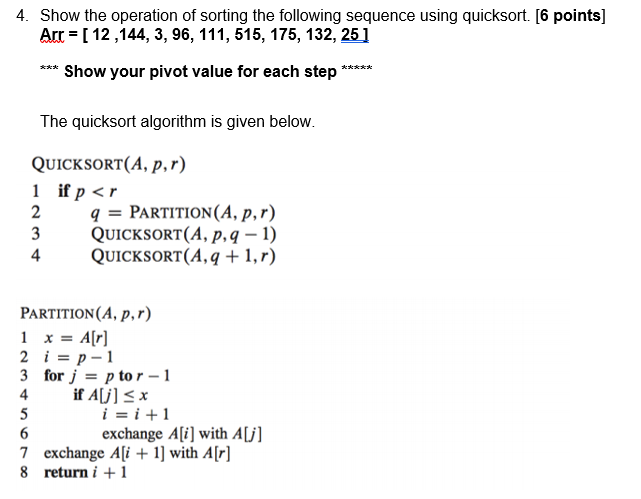 4. Show the operation of sorting the following sequence using quicksort. [6 points]
Arr = [ 12 ,144, 3, 96, 111, 515, 175, 132, 25 ]
*** Show your pivot value for each step *****
The quicksort algorithm is given below.
QUICKSORT(A, p, r)
1 if p < r
2 q = PARTITION(A, p, r)
3 QUICKSORT(A, p, q − 1)
4 QUICKSORT(A, q + 1, r)
PARTITION(A, p, r)
1 x = A[r]
2 i = p − 1
3 for j = p to r − 1
4 if A[j] ≤ x
5 i = i + 1
6 exchange A[i] with A[j]
7 exchange A[i + 1] with A[r]
8 return i + 1